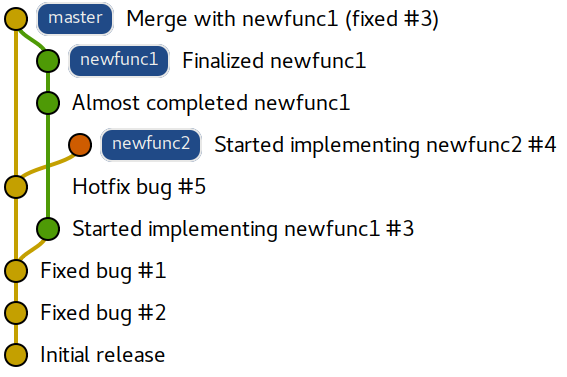 master Merge with newfunc1 (fixed #3)
newfunc1 Finalized newfunc1
Almost completed newfunc1
newfunc2 Started implementing newfunc2 #4
Hotfix bug #5
Started implementing newfunc1 #3
Fixed bug #1
Fixed bug #2
Initial release